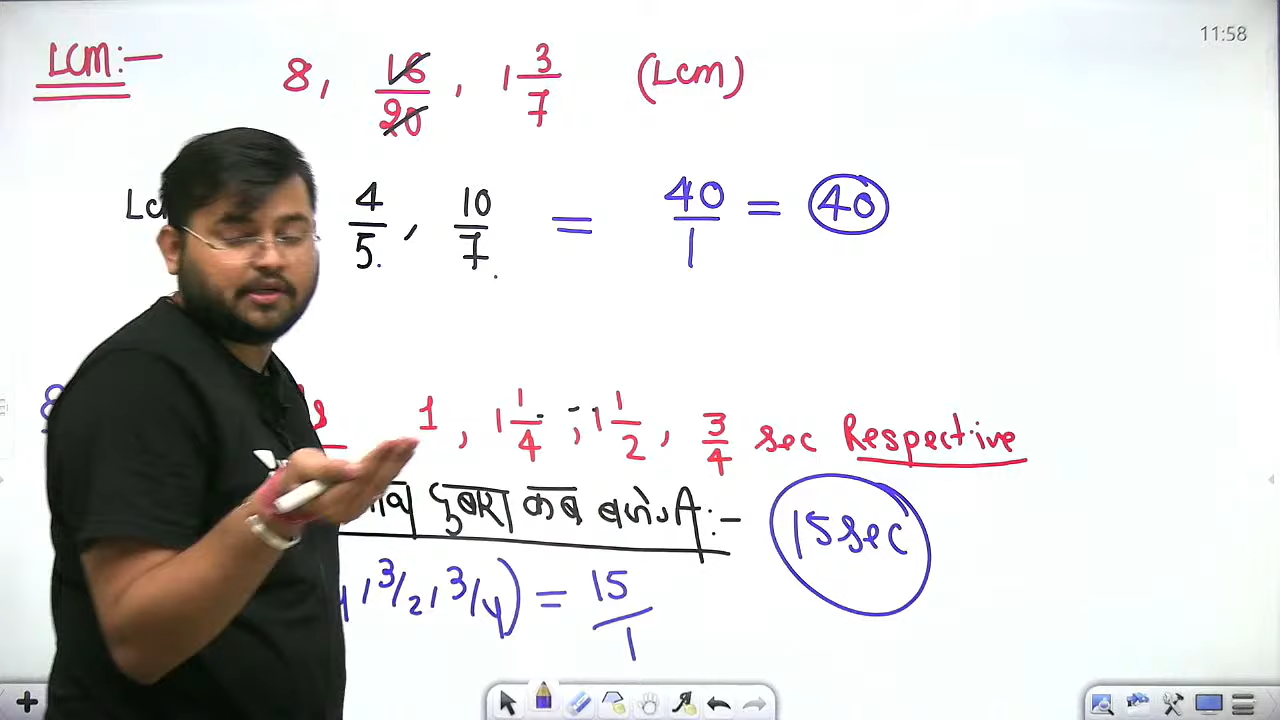 11:58
LCM:-
8, 16/20, 1 3/7 (LCM)
4/5, 10/7 = 40/1 = 40
1, 1 1/4, 1 1/2, 3/4 sec Respective
दुबारा कब बजेगी:-
15 sec
, 3/2, 3/4) = 15/1